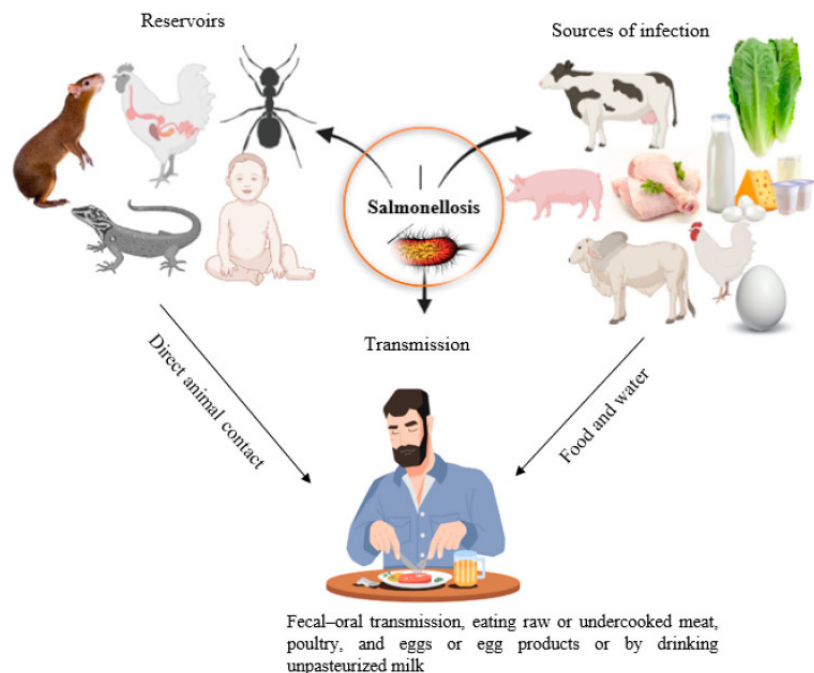 Reservoirs
Sources of infection
Salmonellosis
Transmission
Direct animal contact
Food and water
Fecal–oral transmission, eating raw or undercooked meat,
poultry, and eggs or egg products or by drinking
unpasteurized milk